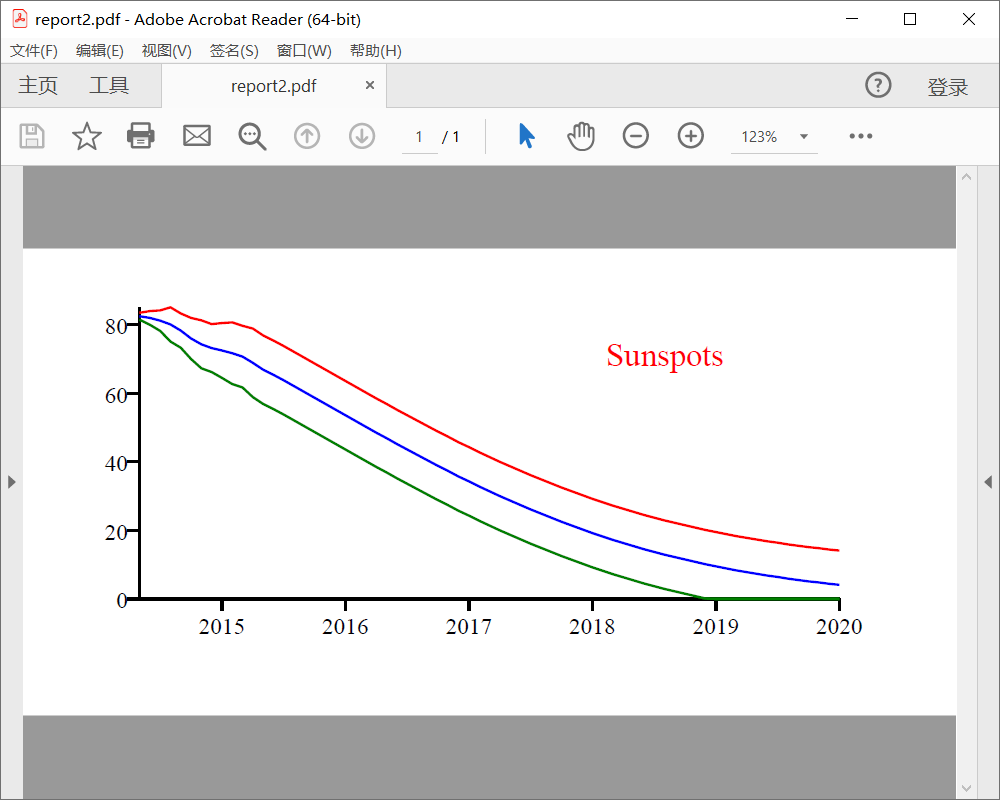 report2.pdf - Adobe Acrobat Reader (64-bit)
文件(F) 编辑(E) 视图(V) 签名(S) 窗口(W) 帮助(H)
主页 工具 report2.pdf × ? 登录
1 / 1 123%
Sunspots
80
60
40
20
0
2015 2016 2017 2018 2019 2020